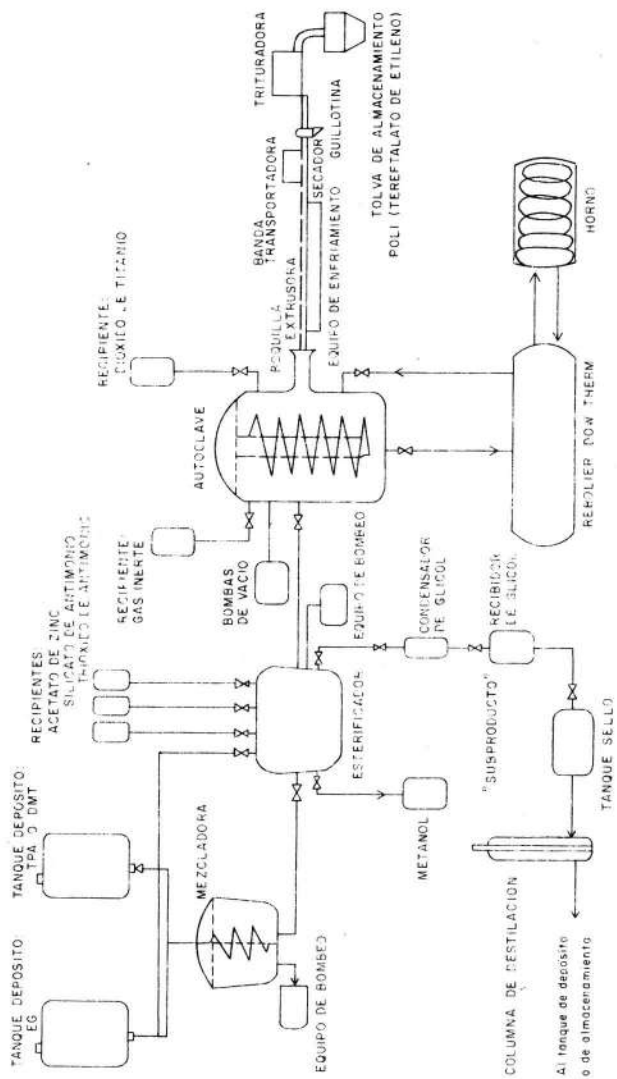 TANQUE DEPÓSITO:
EG
TANQUE DEPÓSITO:
TPA O DMT
RECIPIENTES
ACETATO DE ZINC
SILICATO DE ANTIMONIO
TRIOXIDO DE ANTIMONIO
RECIPIENTE:
GAS INERTE
RECIPIENTE:
DIOXIDO DE TITANIO
MEZCLADORA
EQUIPO DE BOMBEO
ESTERIFICADOR
BOMBAS
DE VACIO
AUTOCLAVE
BOQUILLA
EXTRUSORA
BANDA
TRANSPORTADORA
EQUIPO DE ENFRIAMIENTO
SECADOR
GUILLOTINA
TRITURADORA
TOLVA DE ALMACENAMIENTO
POLI (TEREFTALATO DE ETILENO)
METANOL
EQUIPO DE BOMBEO
CONDENSADOR
DE GLICOL
RECIBIDOR
DE GLICOL
"SUBPRODUCTO"
TANQUE SELLO
COLUMNA DE DESTILACION
Al tanque de depósito
o de almacenamiento
REBOLIER DOW THERM
HORNO